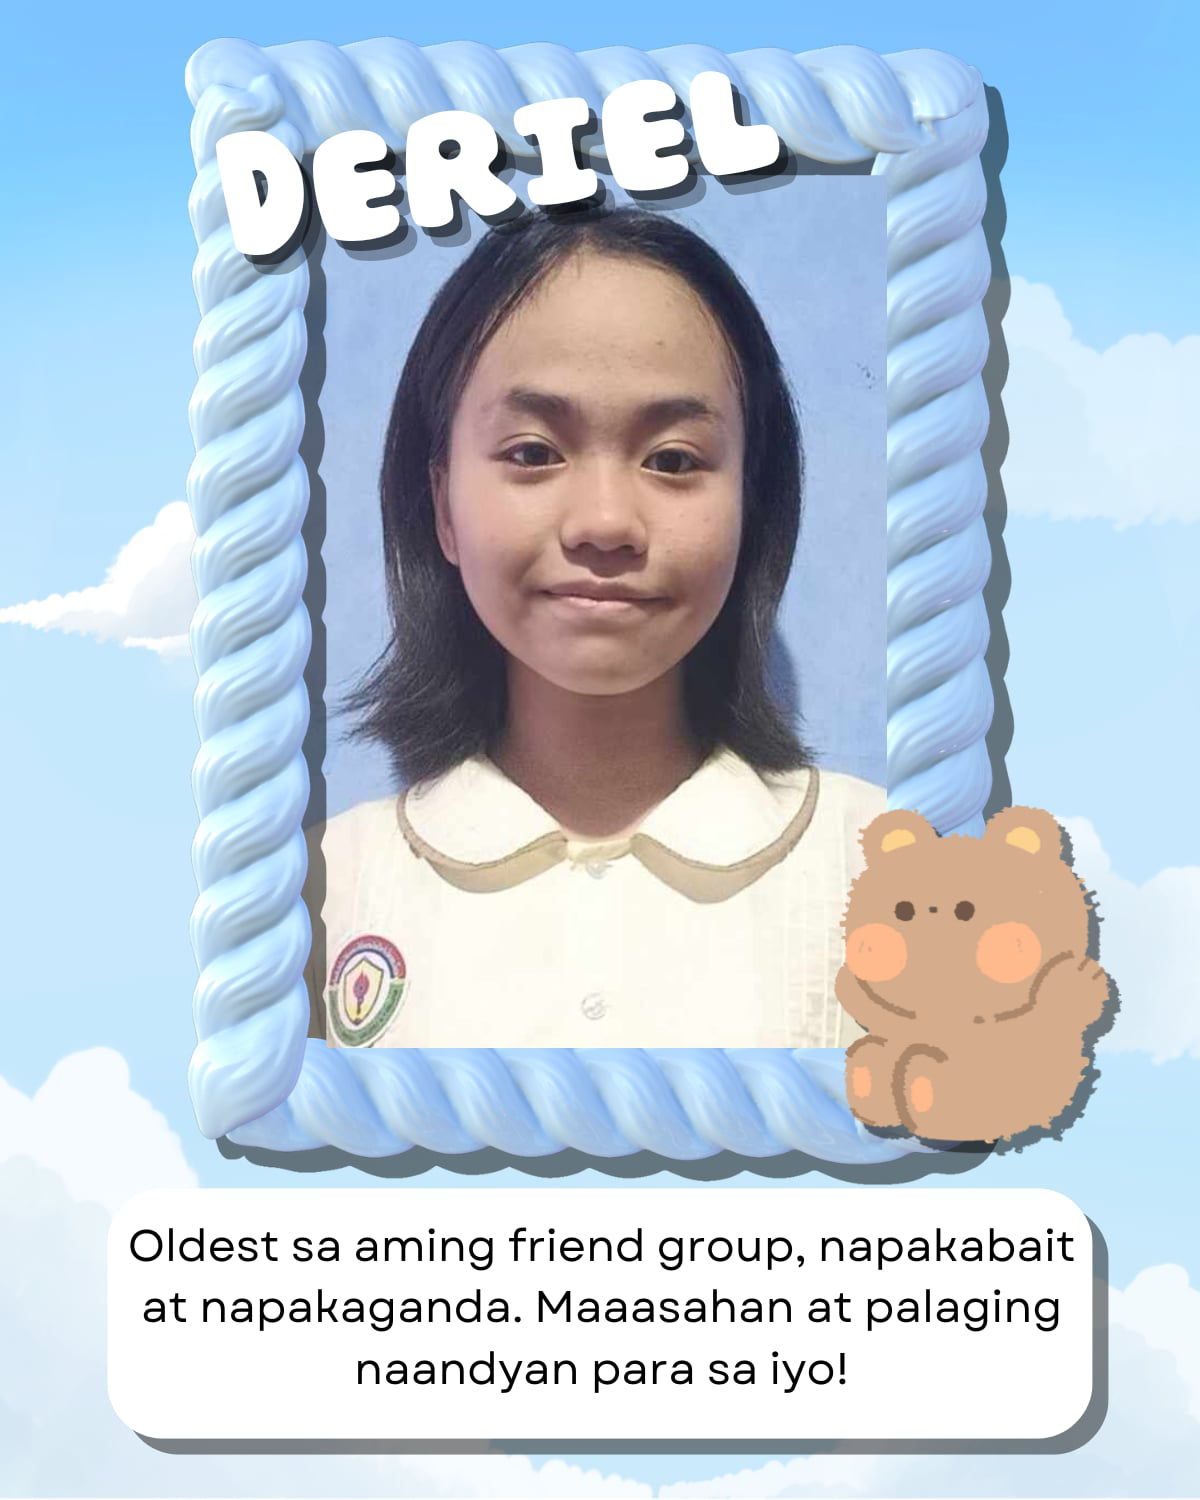 DERIEL
Oldest sa aming friend group, napakabait
at napakaganda. Maaasahan at palaging
naandyan para sa iyo!